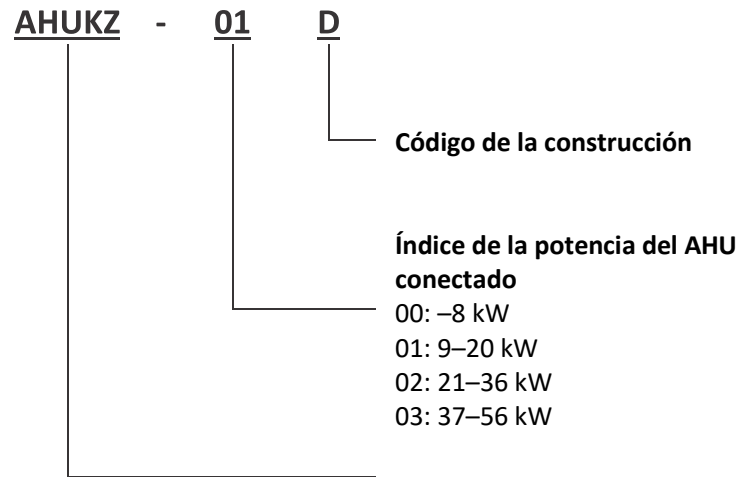 AHUKZ - 01 D
Código de la construcción
Índice de la potencia del AHU
conectado
00: –8 kW
01: 9–20 kW
02: 21–36 kW
03: 37–56 kW